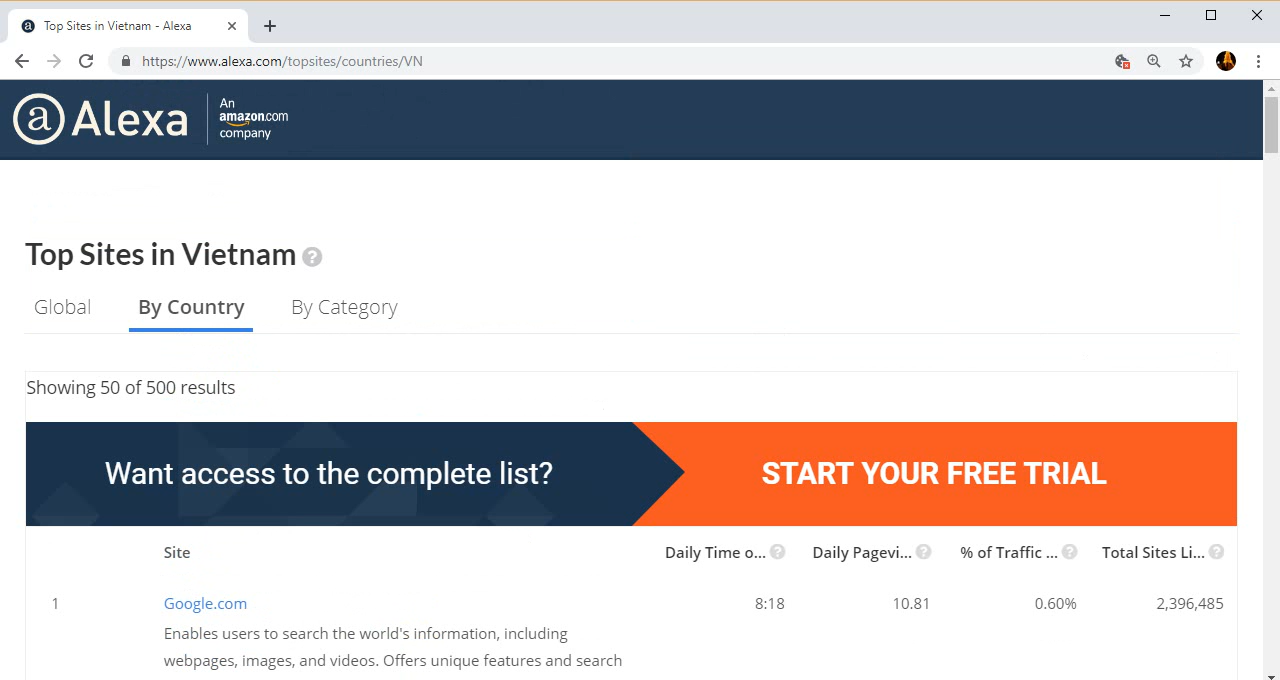 Top Sites in Vietnam - Alexa
https://www.alexa.com/topsites/countries/VN
a Alexa
An
amazon.com
company
Top Sites in Vietnam ?
Global By Country By Category
Showing 50 of 500 results
Want access to the complete list? START YOUR FREE TRIAL
Site Daily Time o... ? Daily Pagevi... ? % of Traffic ... ? Total Sites Li... ?
1 Google.com 8:18 10.81 0.60% 2,396,485
Enables users to search the world's information, including
webpages, images, and videos. Offers unique features and search